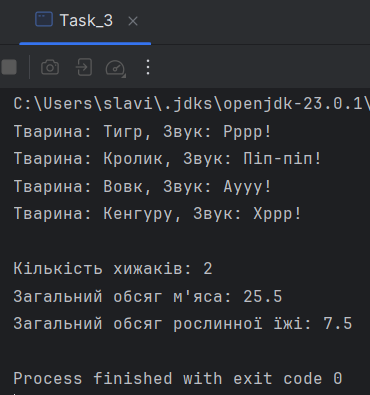 Task_3
C:\Users\slavi\.jdks\openjdk-23.0.1\
Тварина: Тигр, Звук: Рррр!
Тварина: Кролик, Звук: Піп-піп!
Тварина: Вовк, Звук: Аууу!
Тварина: Кенгуру, Звук: Хррр!
Кількість хижаків: 2
Загальний обсяг м'яса: 25.5
Загальний обсяг рослинної їжі: 7.5
Process finished with exit code 0